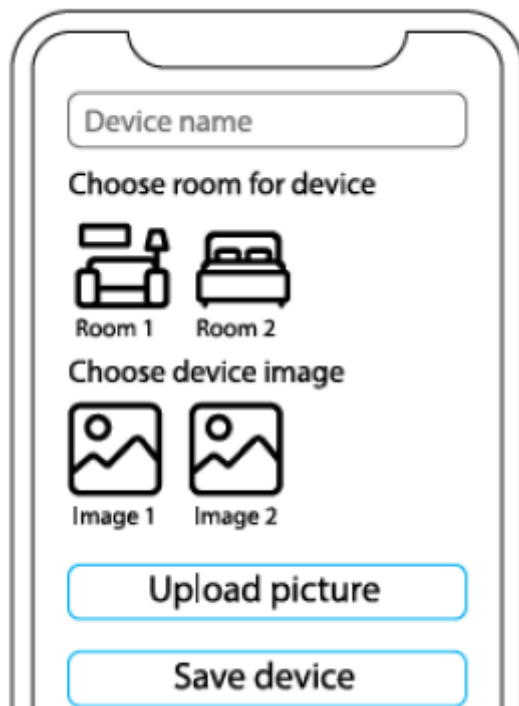 Device name
Choose room for device
Room 1 Room 2
Choose device image
Image 1 Image 2
Upload picture
Save device